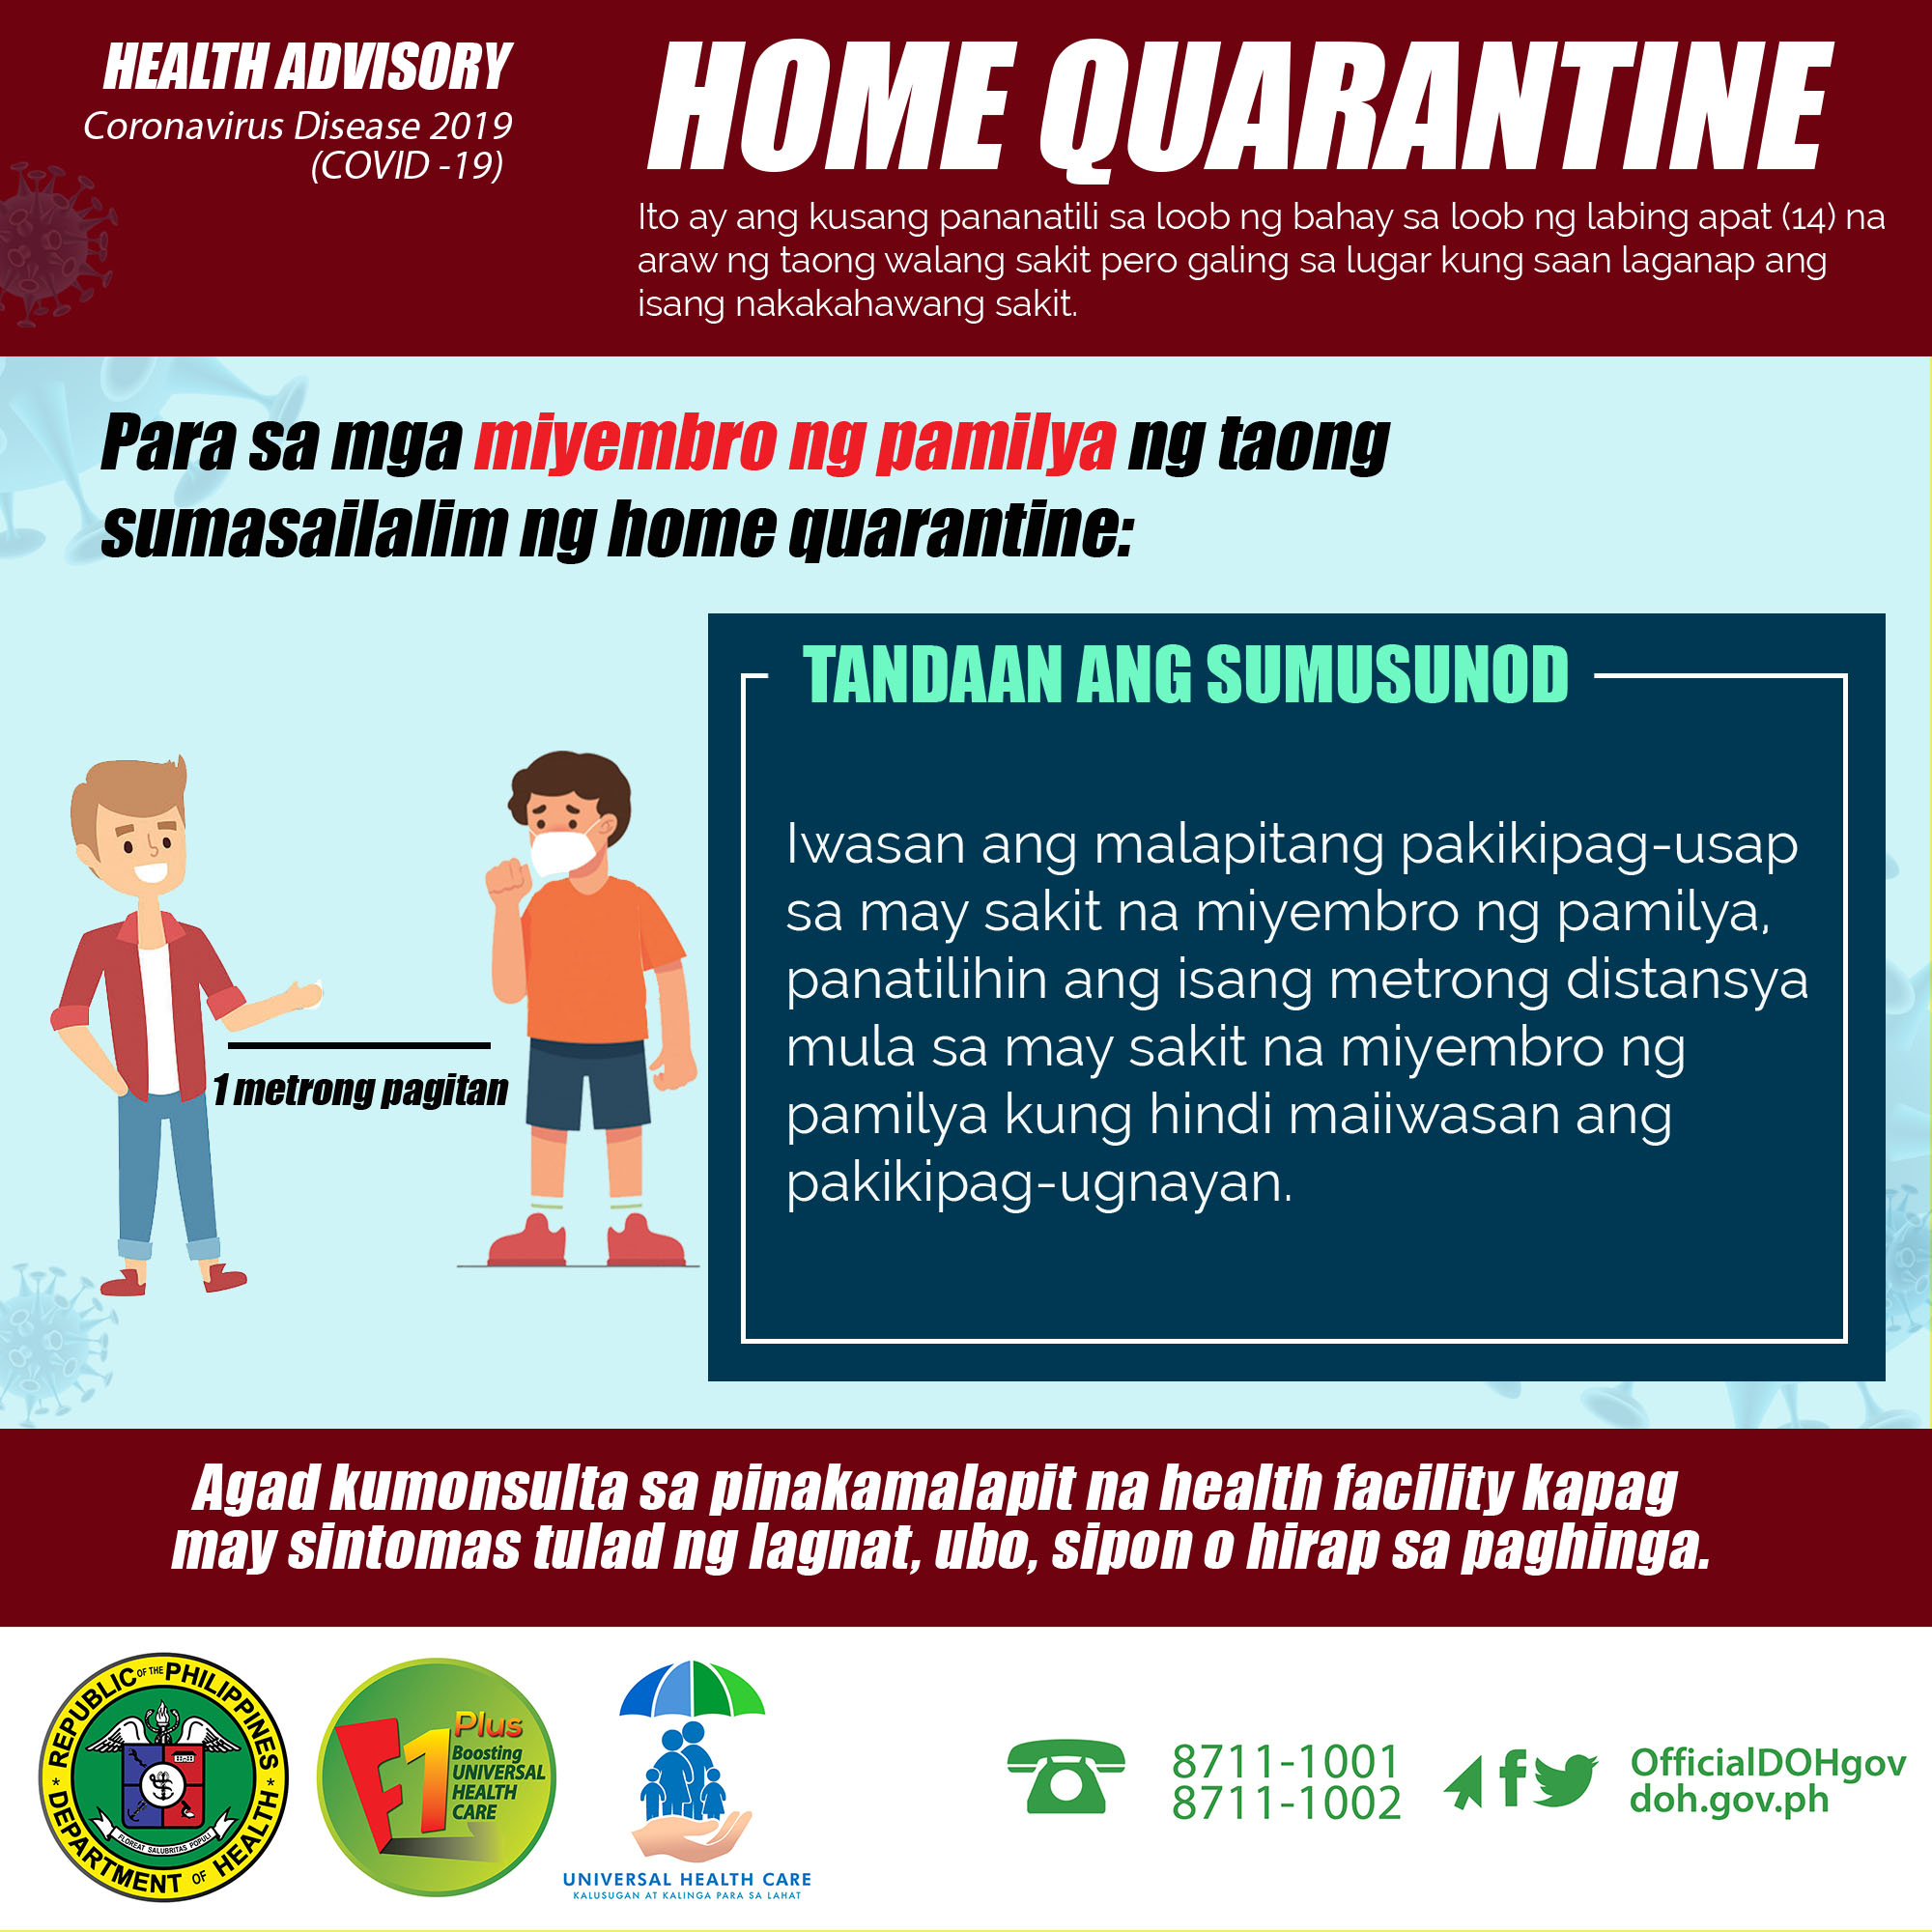 HEALTH ADVISORY
Coronavirus Disease 2019
(COVID -19)
HOME QUARANTINE
Ito ay ang kusang pananatili sa loob ng bahay sa loob ng labing apat (14) na
araw ng taong walang sakit pero galing sa lugar kung saan laganap ang
isang nakakahawang sakit.
Para sa mga miyembro ng pamilya ng taong
sumasailalim ng home quarantine:
1 metrong pagitan
TANDAAN ANG SUMUSUNOD
Iwasan ang malapitang pakikipag-usap
sa may sakit na miyembro ng pamilya,
panatilihin ang isang metrong distansya
mula sa may sakit na miyembro ng
pamilya kung hindi maiiwasan ang
pakikipag-ugnayan.
Agad kumonsulta sa pinakamalapit na health facility kapag
may sintomas tulad ng lagnat, ubo, sipon o hirap sa paghinga.
REPUBLIC OF THE PHILIPPINES
* DEPARTMENT OF HEALTH *
FLOREAT SALUBRITAS POPULI
F1 Plus
Boosting
UNIVERSAL
HEALTH
CARE
UNIVERSAL HEALTH CARE
KALUSUGAN AT KALINGA PARA SA LAHAT
8711-1001
8711-1002
OfficialDOHgov
doh.gov.ph